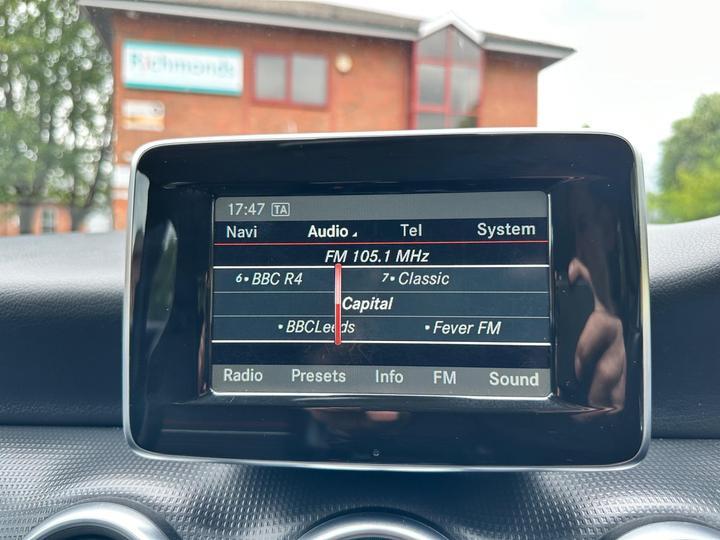 Richmonds
17:47 TA
Navi Audio Tel System
FM 105.1 MHz
6• BBC R4 7• Classic
Capital
• BBCLeeds • Fever FM
Radio Presets Info FM Sound